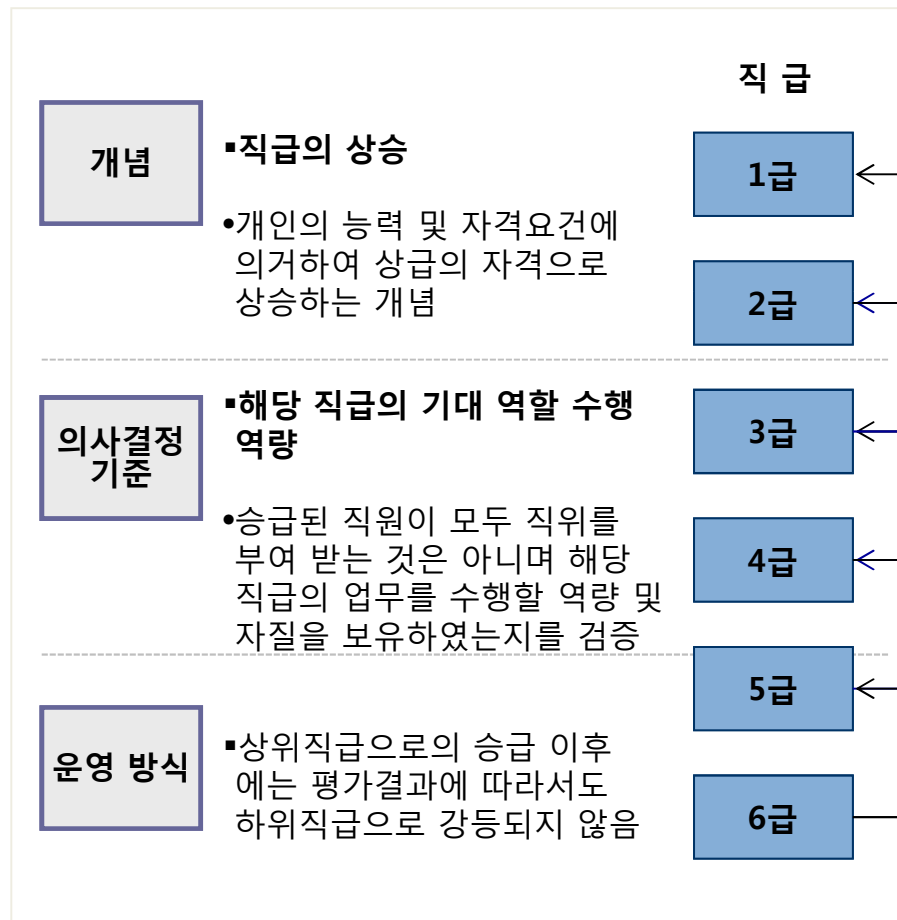 개념
▪직급의 상승
•개인의 능력 및 자격요건에
의거하여 상급의 자격으로
상승하는 개념
의사결정
기준
▪해당 직급의 기대 역할 수행
역량
•승급된 직원이 모두 직위를
부여 받는 것은 아니며 해당
직급의 업무를 수행할 역량 및
자질을 보유하였는지를 검증
운영 방식
▪상위직급으로의 승급 이후
에는 평가결과에 따라서도
하위직급으로 강등되지 않음
직 급
1급
2급
3급
4급
5급
6급